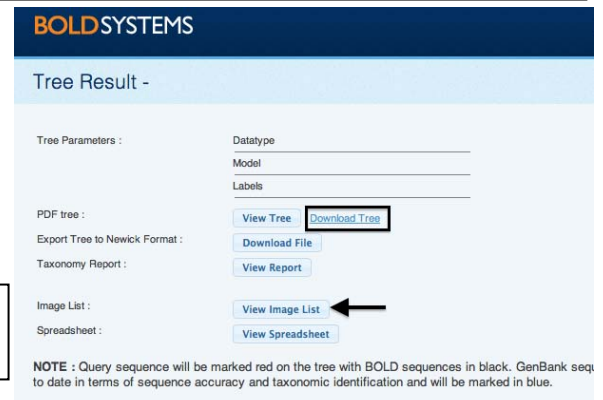 BOLDSYSTEMS
Tree Result -
Tree Parameters :
Datatype
Model
Labels
PDF tree :
View Tree Download Tree
Export Tree to Newick Format :
Download File
Taxonomy Report :
View Report
Image List :
View Image List
Spreadsheet :
View Spreadsheet
NOTE : Query sequence will be marked red on the tree with BOLD sequences in black. GenBank sequ
to date in terms of sequence accuracy and taxonomic identification and will be marked in blue.